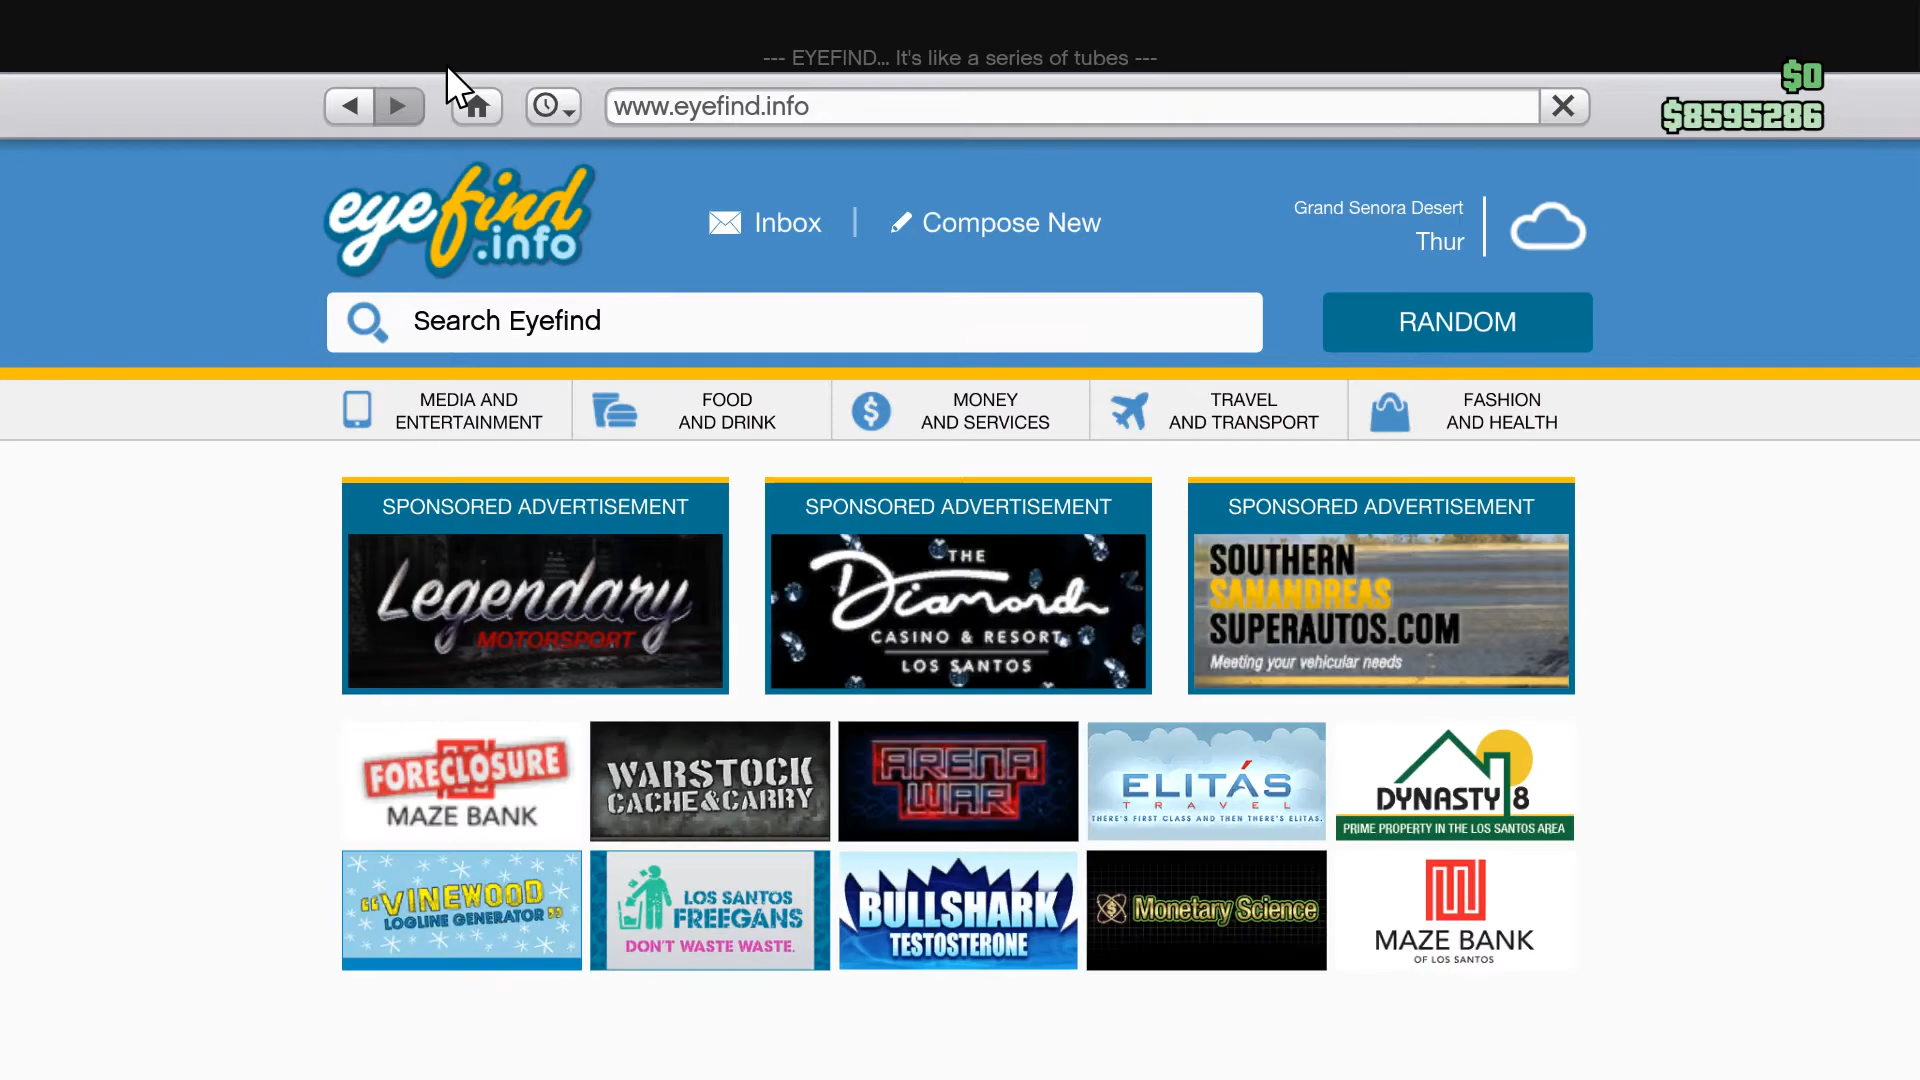 --- EYEFIND... It's like a series of tubes ---
$0
www.eyefind.info
$8595286
eyefind
.info
Inbox
Compose New
Grand Senora Desert
Thur
Search Eyefind
RANDOM
MEDIA AND
ENTERTAINMENT
FOOD
AND DRINK
MONEY
AND SERVICES
TRAVEL
AND TRANSPORT
FASHION
AND HEALTH
SPONSORED ADVERTISEMENT
Legendary
MOTORSPORT
SPONSORED ADVERTISEMENT
THE
Diamond
CASINO & RESORT
LOS SANTOS
SPONSORED ADVERTISEMENT
SOUTHERN
SANANDREAS
SUPERAUTOS.COM
Meeting your vehicular needs
FORECLOSURE
MAZE BANK
WARSTOCK
CACHE&CARRY
ARENA
WAR
ELITÁS
TRAVEL
THERE'S FIRST CLASS AND THEN THERE'S ELITAS.
DYNASTY 8
PRIME PROPERTY IN THE LOS SANTOS AREA
"VINEWOOD
LOGLINE GENERATOR"
LOS SANTOS
FREEGANS
DON'T WASTE WASTE.
BULLSHARK
TESTOSTERONE
Monetary Science
MAZE BANK
OF LOS SANTOS